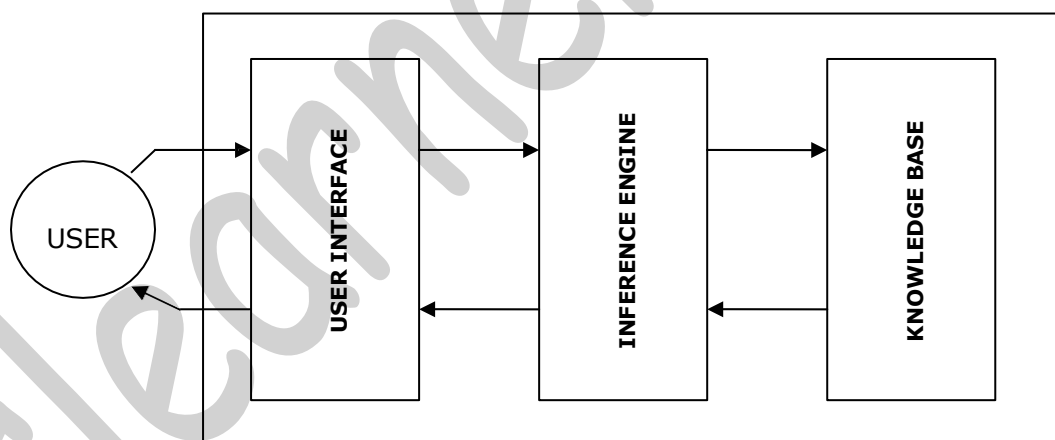 USER
USER INTERFACE
INFERENCE ENGINE
KNOWLEDGE BASE